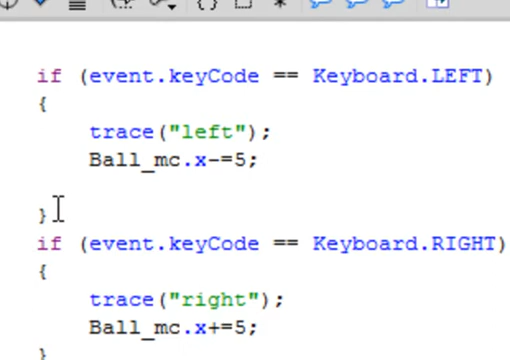 if (event.keyCode == Keyboard.LEFT)
{
trace("left");
Ball_mc.x-=5;
}
if (event.keyCode == Keyboard.RIGHT)
{
trace("right");
Ball_mc.x+=5;
}